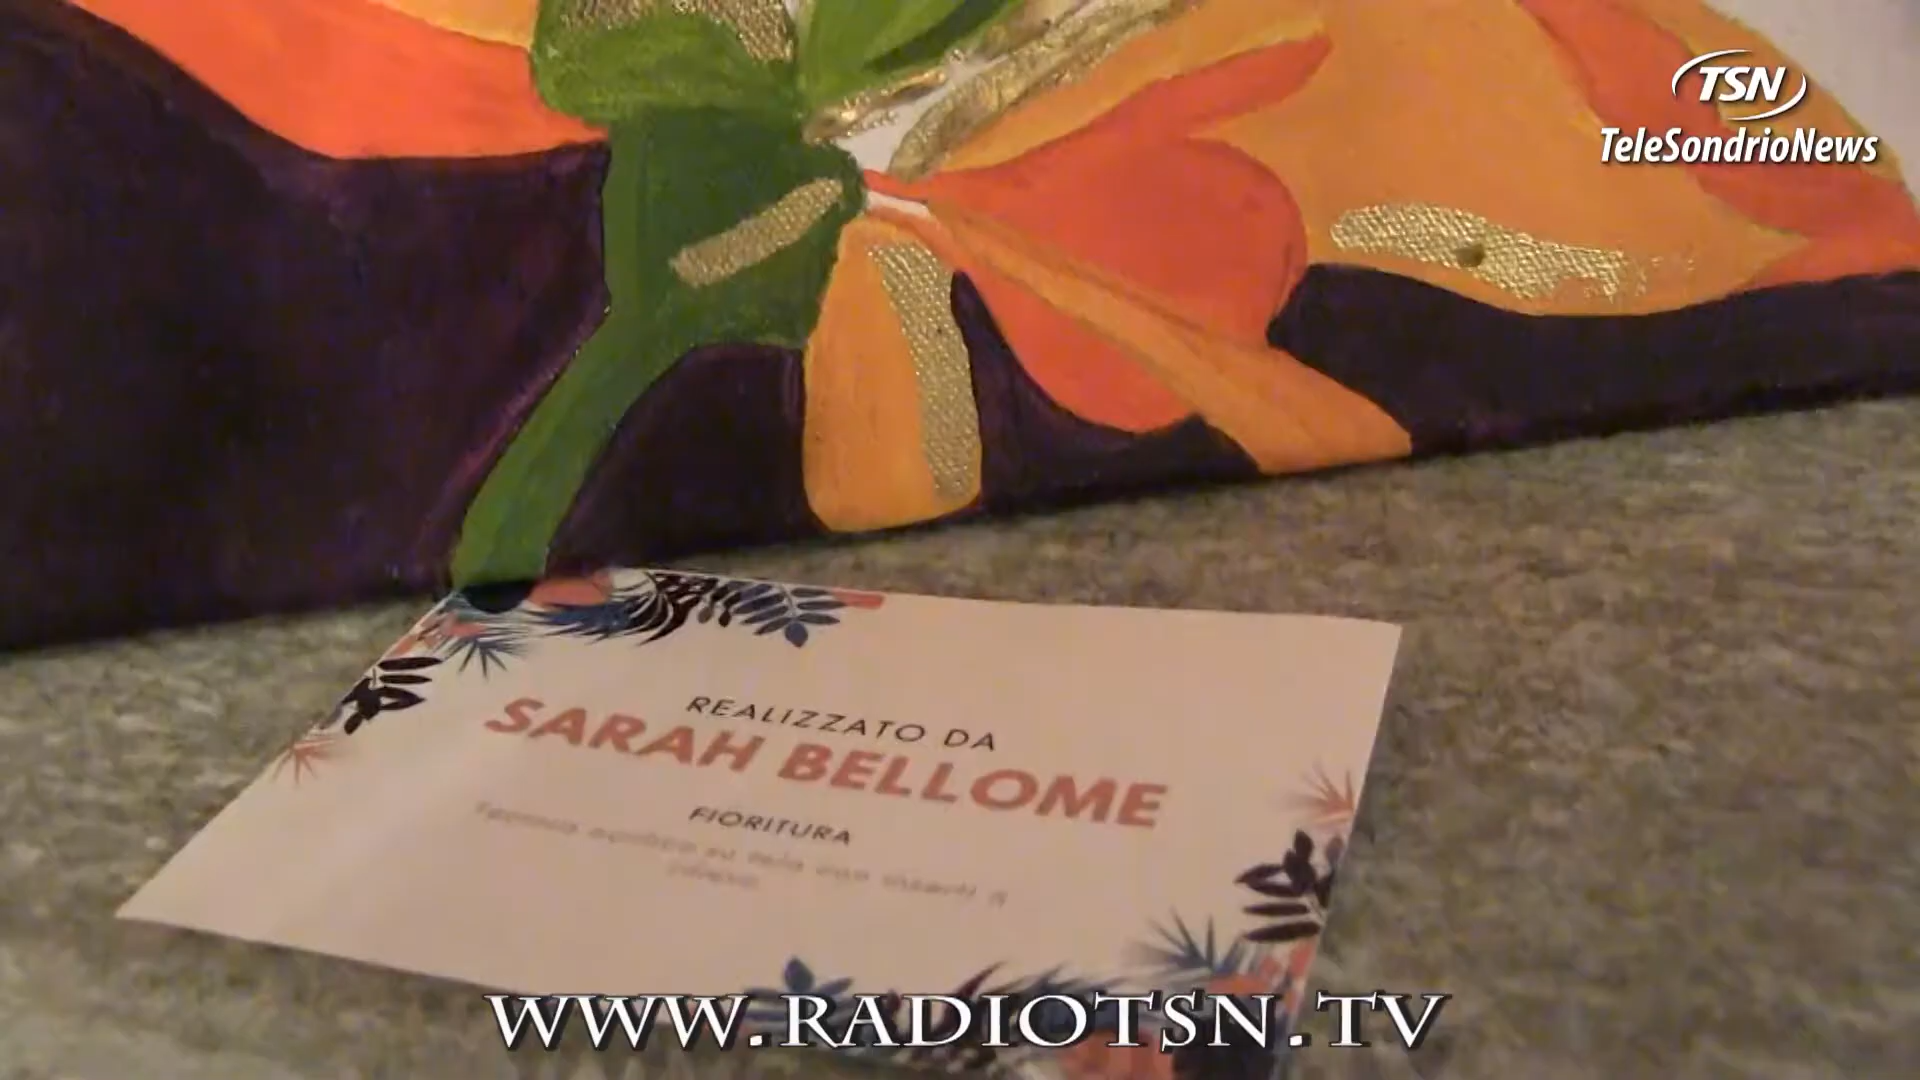 TSN
TeleSondrioNews
REALIZZATO DA
SARAH BELLOME
FIORITURA
WWW.RADIOTSN.TV